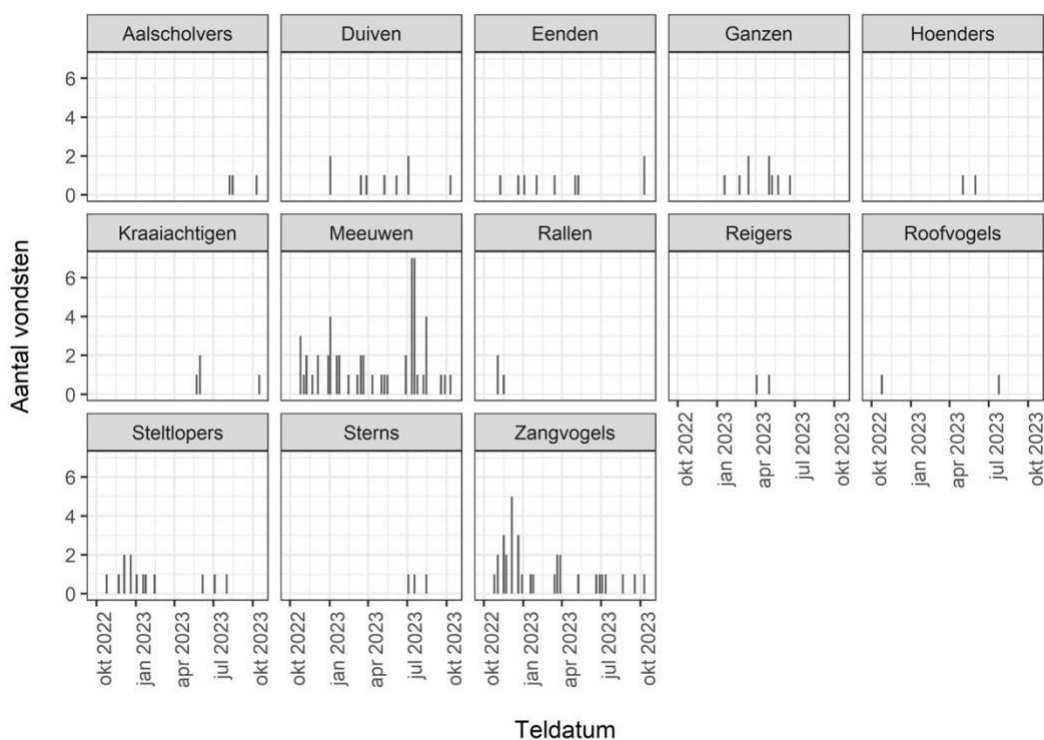 Aalscholvers Duiven Eenden Ganzen Hoenders
6
4
2
0
Kraaiachtigen Meeuwen Rallen Reigers Roofvogels
6
4
2
0
okt 2022 jan 2023 apr 2023 jul 2023 okt 2023 okt 2022 jan 2023 apr 2023 jul 2023 okt 2023
Steltlopers Sterns Zangvogels
6
4
2
0
okt 2022 jan 2023 apr 2023 jul 2023 okt 2023 okt 2022 jan 2023 apr 2023 jul 2023 okt 2023 okt 2022 jan 2023 apr 2023 jul 2023 okt 2023
Aantal vondsten
Teldatum